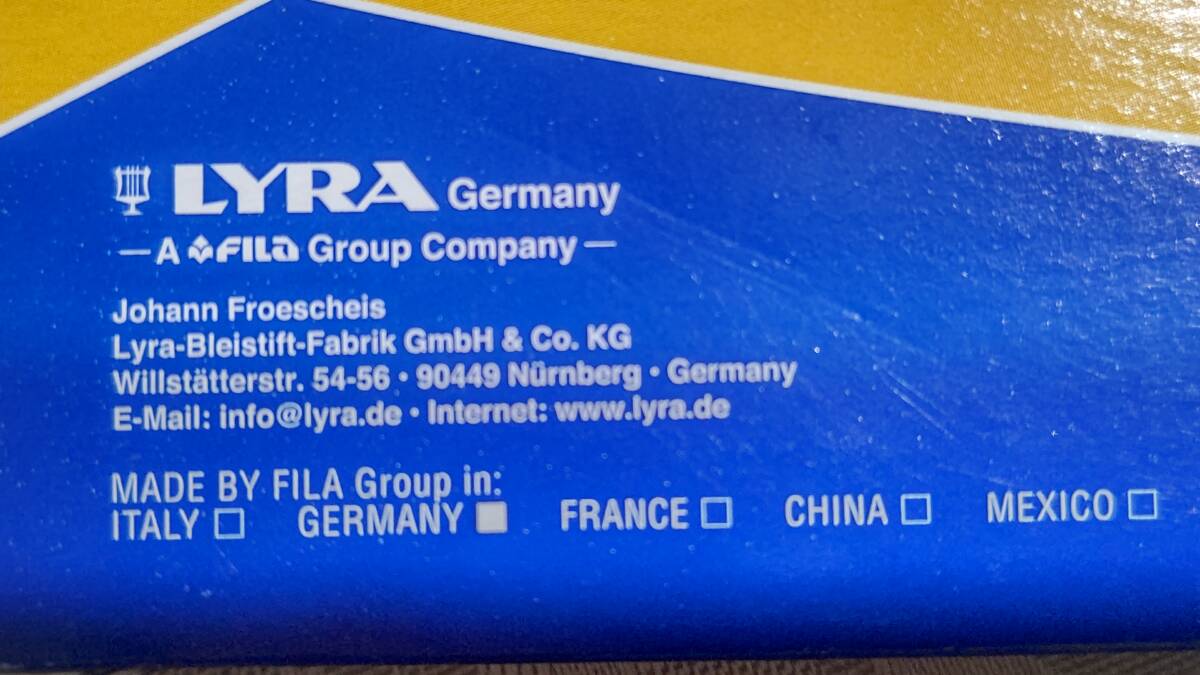 LYRA Germany
— A FILA Group Company —
Johann Froescheis
Lyra-Bleistift-Fabrik GmbH & Co. KG
Willstätterstr. 54-56 • 90449 Nürnberg • Germany
E-Mail: info@lyra.de • Internet: www.lyra.de
MADE BY FILA Group in:
ITALY □ GERMANY ■ FRANCE □ CHINA □ MEXICO □